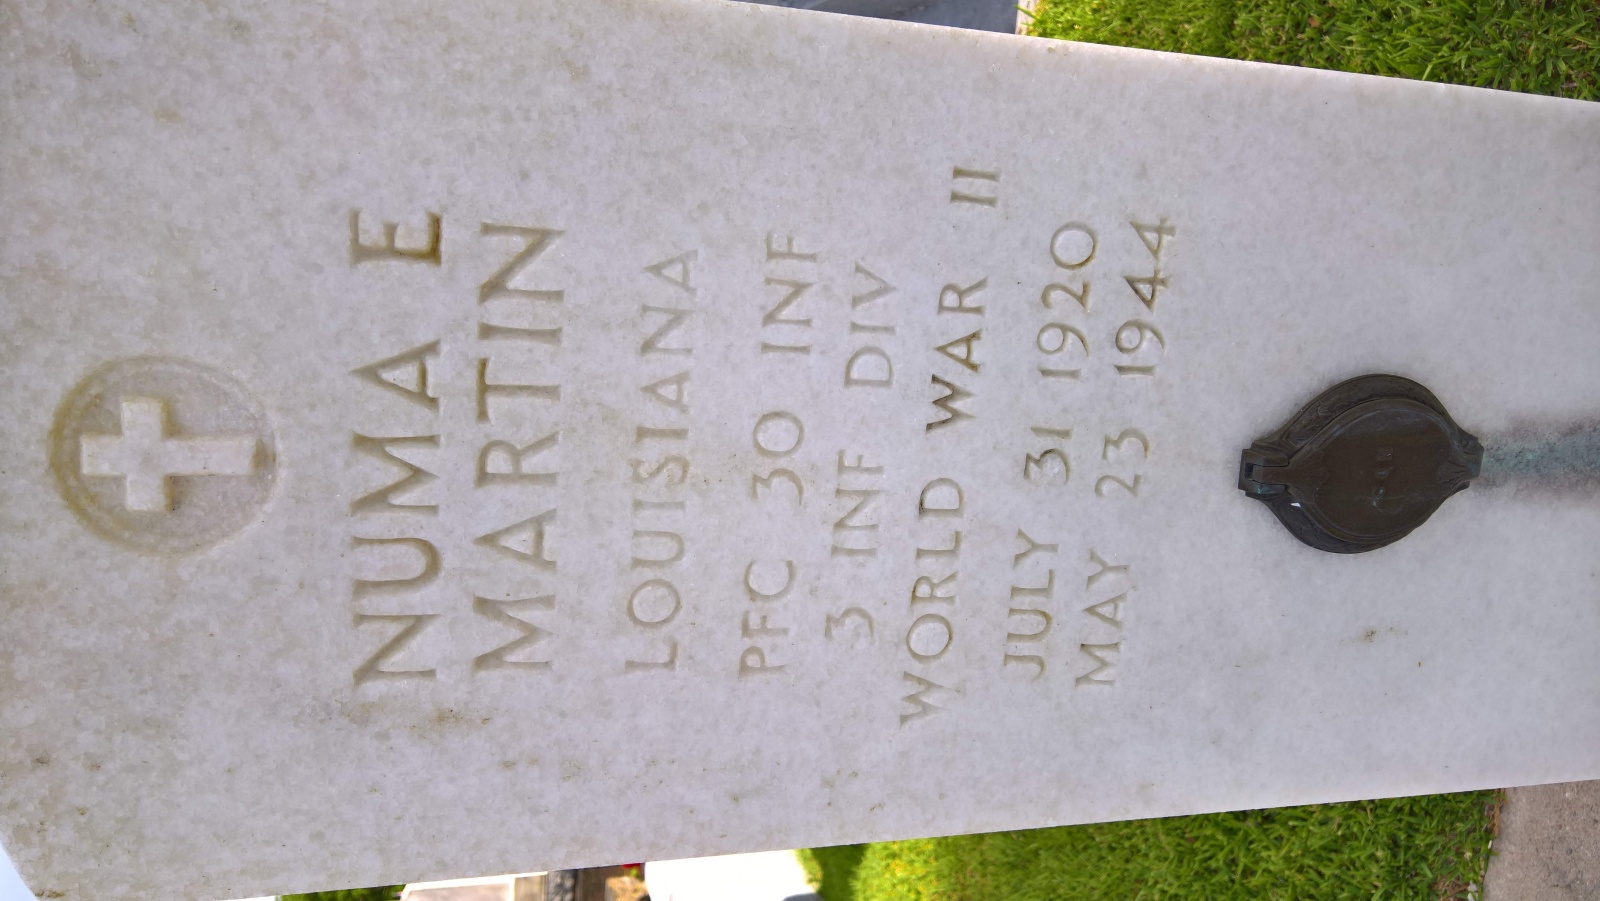 NUMA E
MARTIN
LOUISIANA
PFC 30 INF
3 INF DIV
WORLD WAR II
JULY 31 1920
MAY 23 1944